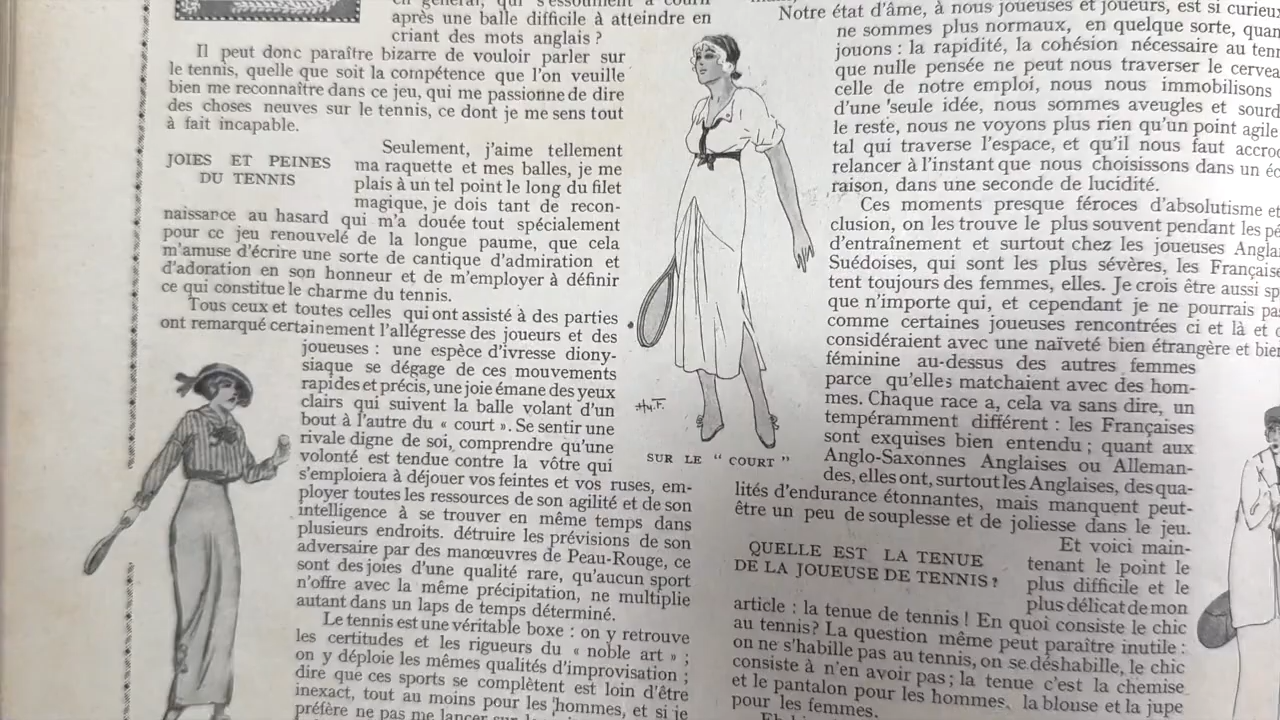 après une balle difficile à atteindre en
criant des mots anglais ?
Il peut donc paraître bizarre de vouloir parler sur
le tennis, quelle que soit la compétence que l'on veuille
bien me reconnaître dans ce jeu, qui me passionne de dire
des choses neuves sur le tennis, ce dont je me sens tout
à fait incapable.
JOIES ET PEINES
DU TENNIS
Seulement, j'aime tellement
ma raquette et mes balles, je me
plais à un tel point le long du filet
magique, je dois tant de recon-
naissance au hasard qui m'a douée tout spécialement
pour ce jeu renouvelé de la longue paume, que cela
m'amuse d'écrire une sorte de cantique d'admiration et
d'adoration en son honneur et de m'employer à définir
ce qui constitue le charme du tennis.
Tous ceux et toutes celles qui ont assisté à des parties
ont remarqué certainement l'allégresse des joueurs et des
joueuses : une espèce d'ivresse diony-
siaque se dégage de ces mouvements
rapides et précis, une joie émane des yeux
clairs qui suivent la balle volant d'un
bout à l'autre du « court ». Se sentir une
rivale digne de soi, comprendre qu'une
volonté est tendue contre la vôtre qui
s'emploiera à déjouer vos feintes et vos ruses, em-
ployer toutes les ressources de son agilité et de son
intelligence à se trouver en même temps dans
plusieurs endroits. détruire les prévisions de son
adversaire par des manœuvres de Peau-Rouge, ce
sont des joies d'une qualité rare, qu'aucun sport
n'offre avec la même précipitation, ne multiplie
autant dans un laps de temps déterminé.
Le tennis est une véritable boxe : on y retrouve
les certitudes et les rigueurs du « noble art » ;
on y déploie les mêmes qualités d'improvisation ;
dire que ces sports se complètent est loin d'être
inexact, tout au moins pour les hommes, et si je
préfère ne pas me lancer sur
Hy.F.
SUR LE " COURT "
Notre état d'âme, à nous joueuses et joueurs, est si curieux
ne sommes plus normaux, en quelque sorte, quan
jouons : la rapidité, la cohésion nécessaire au tenn
que nulle pensée ne peut nous traverser le cervea
celle de notre emploi, nous nous immobilisons
d'une seule idée, nous sommes aveugles et sourd
le reste, nous ne voyons plus rien qu'un point agile
tal qui traverse l'espace, et qu'il nous faut accroc
relancer à l'instant que nous choisissons dans un éc
raison, dans une seconde de lucidité.
Ces moments presque féroces d'absolutisme et
clusion, on les trouve le plus souvent pendant les pé
d'entraînement et surtout chez les joueuses Anglai
Suédoises, qui sont les plus sévères, les Française
tent toujours des femmes, elles. Je crois être aussi sp
que n'importe qui, et cependant je ne pourrais pa
comme certaines joueuses rencontrées ci et là et q
considéraient avec une naïveté bien étrangère et bien
féminine au-dessus des autres femmes
parce qu'elles matchaient avec des hom-
mes. Chaque race a, cela va sans dire, un
tempéramment différent : les Françaises
sont exquises bien entendu ; quant aux
Anglo-Saxonnes Anglaises ou Alleman-
des, elles ont, surtout les Anglaises, des qua-
lités d'endurance étonnantes, mais manquent peut-
être un peu de souplesse et de joliesse dans le jeu.
QUELLE EST LA TENUE
DE LA JOUEUSE DE TENNIS ?
Et voici main-
tenant le point le
plus difficile et le
plus délicat de mon
article : la tenue de tennis ! En quoi consiste le chic
au tennis? La question même peut paraître inutile :
on ne s'habille pas au tennis, on se déshabille, le chic
consiste à n'en avoir pas ; la tenue c'est la chemise
et le pantalon pour les hommes, la blouse et la jupe
pour les femmes.